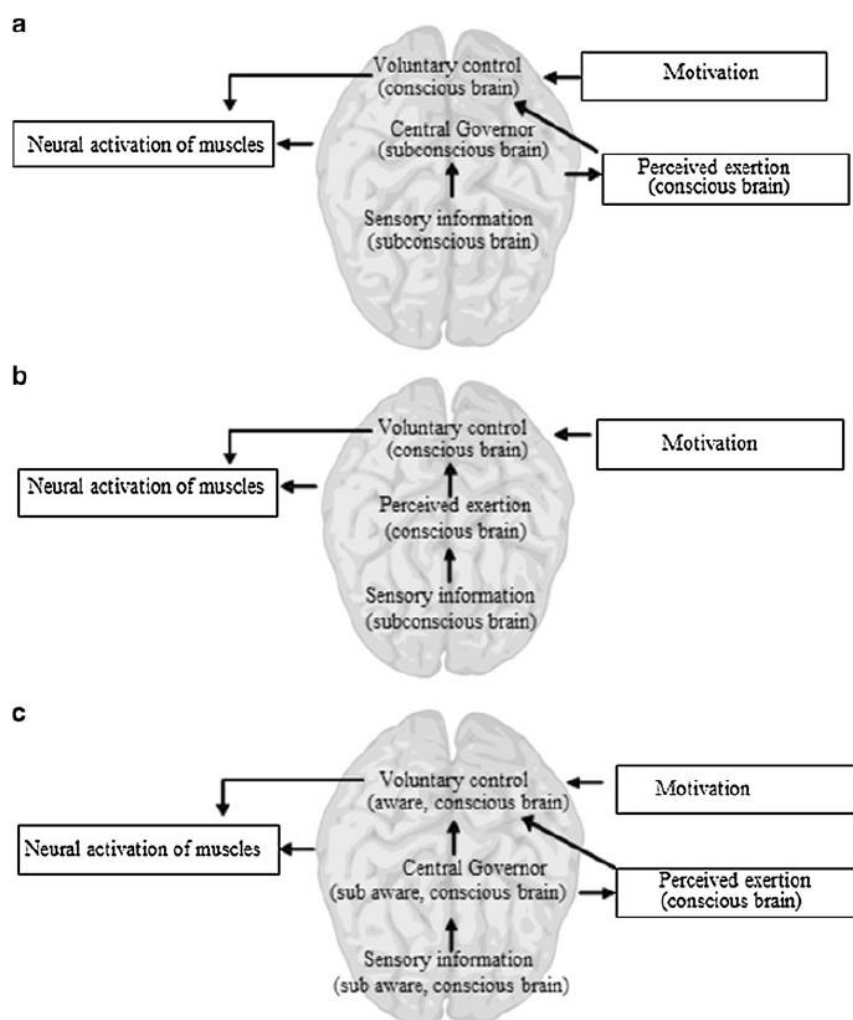 a
Voluntary control
(conscious brain)
Motivation
Neural activation of muscles
Central Governor
(subconscious brain)
Perceived exertion
(conscious brain)
Sensory information
(subconscious brain)
b
Voluntary control
(conscious brain)
Motivation
Neural activation of muscles
Perceived exertion
(conscious brain)
Sensory information
(subconscious brain)
c
Voluntary control
(aware, conscious brain)
Motivation
Neural activation of muscles
Central Governor
(sub aware, conscious brain)
Perceived exertion
(conscious brain)
Sensory information
(sub aware, conscious brain)